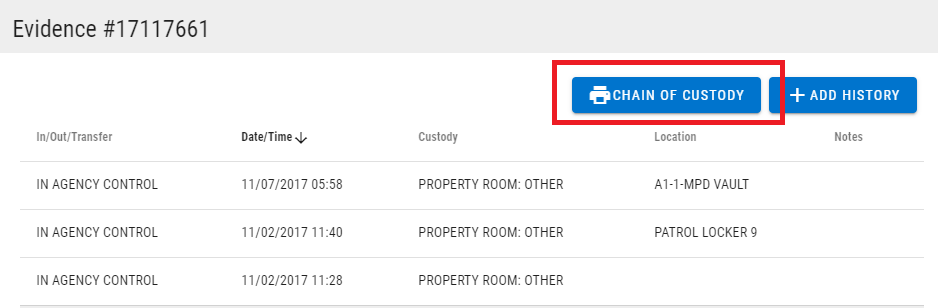 Evidence #17117661
CHAIN OF CUSTODY ADD HISTORY
In/Out/Transfer Date/Time Custody Location Notes
IN AGENCY CONTROL 11/07/2017 05:58 PROPERTY ROOM: OTHER A1-1-MPD VAULT
IN AGENCY CONTROL 11/02/2017 11:40 PROPERTY ROOM: OTHER PATROL LOCKER 9
IN AGENCY CONTROL 11/02/2017 11:28 PROPERTY ROOM: OTHER